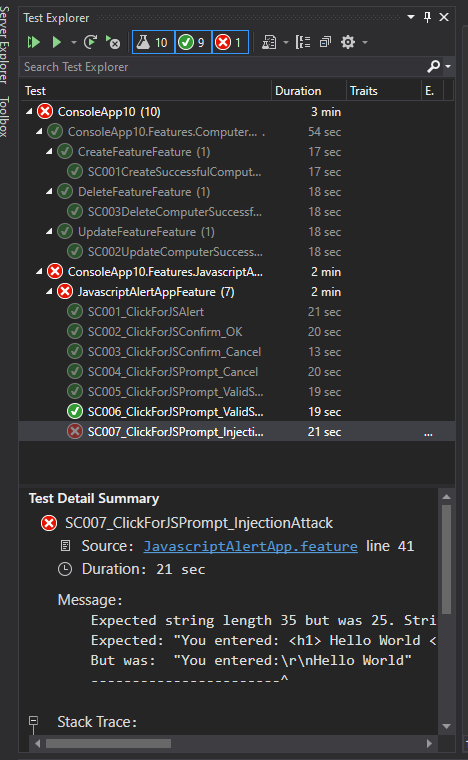 Server Explorer
Toolbox
Test Explorer
10
9
1
Search Test Explorer
Test Duration Traits E.
ConsoleApp10 (10) 3 min
ConsoleApp10.Features.Computer... . 54 sec
CreateFeatureFeature (1) 17 sec
SC001CreateSuccessfulComput... 17 sec
DeleteFeatureFeature (1) 18 sec
SC003DeleteComputerSuccessf... 18 sec
UpdateFeatureFeature (1) 18 sec
SC002UpdateComputerSuccess... 18 sec
ConsoleApp10.Features.JavascriptA... 2 min
JavascriptAlertAppFeature (7) 2 min
SC001_ClickForJSAlert 21 sec
SC002_ClickForJSConfirm_OK 20 sec
SC003_ClickForJSConfirm_Cancel 13 sec
SC004_ClickForJSPrompt_Cancel 20 sec
SC005_ClickForJSPrompt_ValidS... 19 sec
SC006_ClickForJSPrompt_ValidS... 19 sec
SC007_ClickForJSPrompt_Injecti... 21 sec ...
Test Detail Summary
SC007_ClickForJSPrompt_InjectionAttack
Source: JavascriptAlertApp.feature line 41
Duration: 21 sec
Message:
Expected string length 35 but was 25. Stri
Expected: "You entered: <h1> Hello World <
But was: "You entered:\r\nHello World"
-----------------------^
Stack Trace: